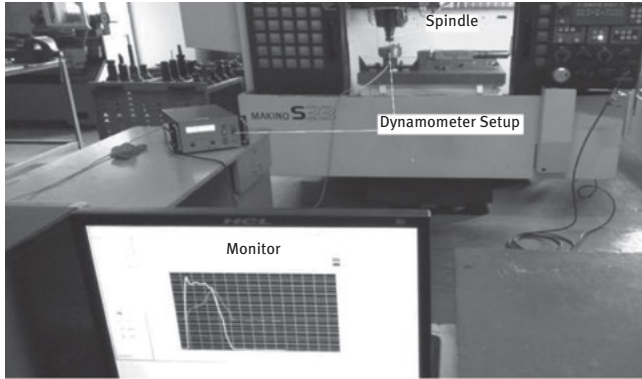 Spindle
MAKINO S33
Dynamometer Setup
HCL
Monitor